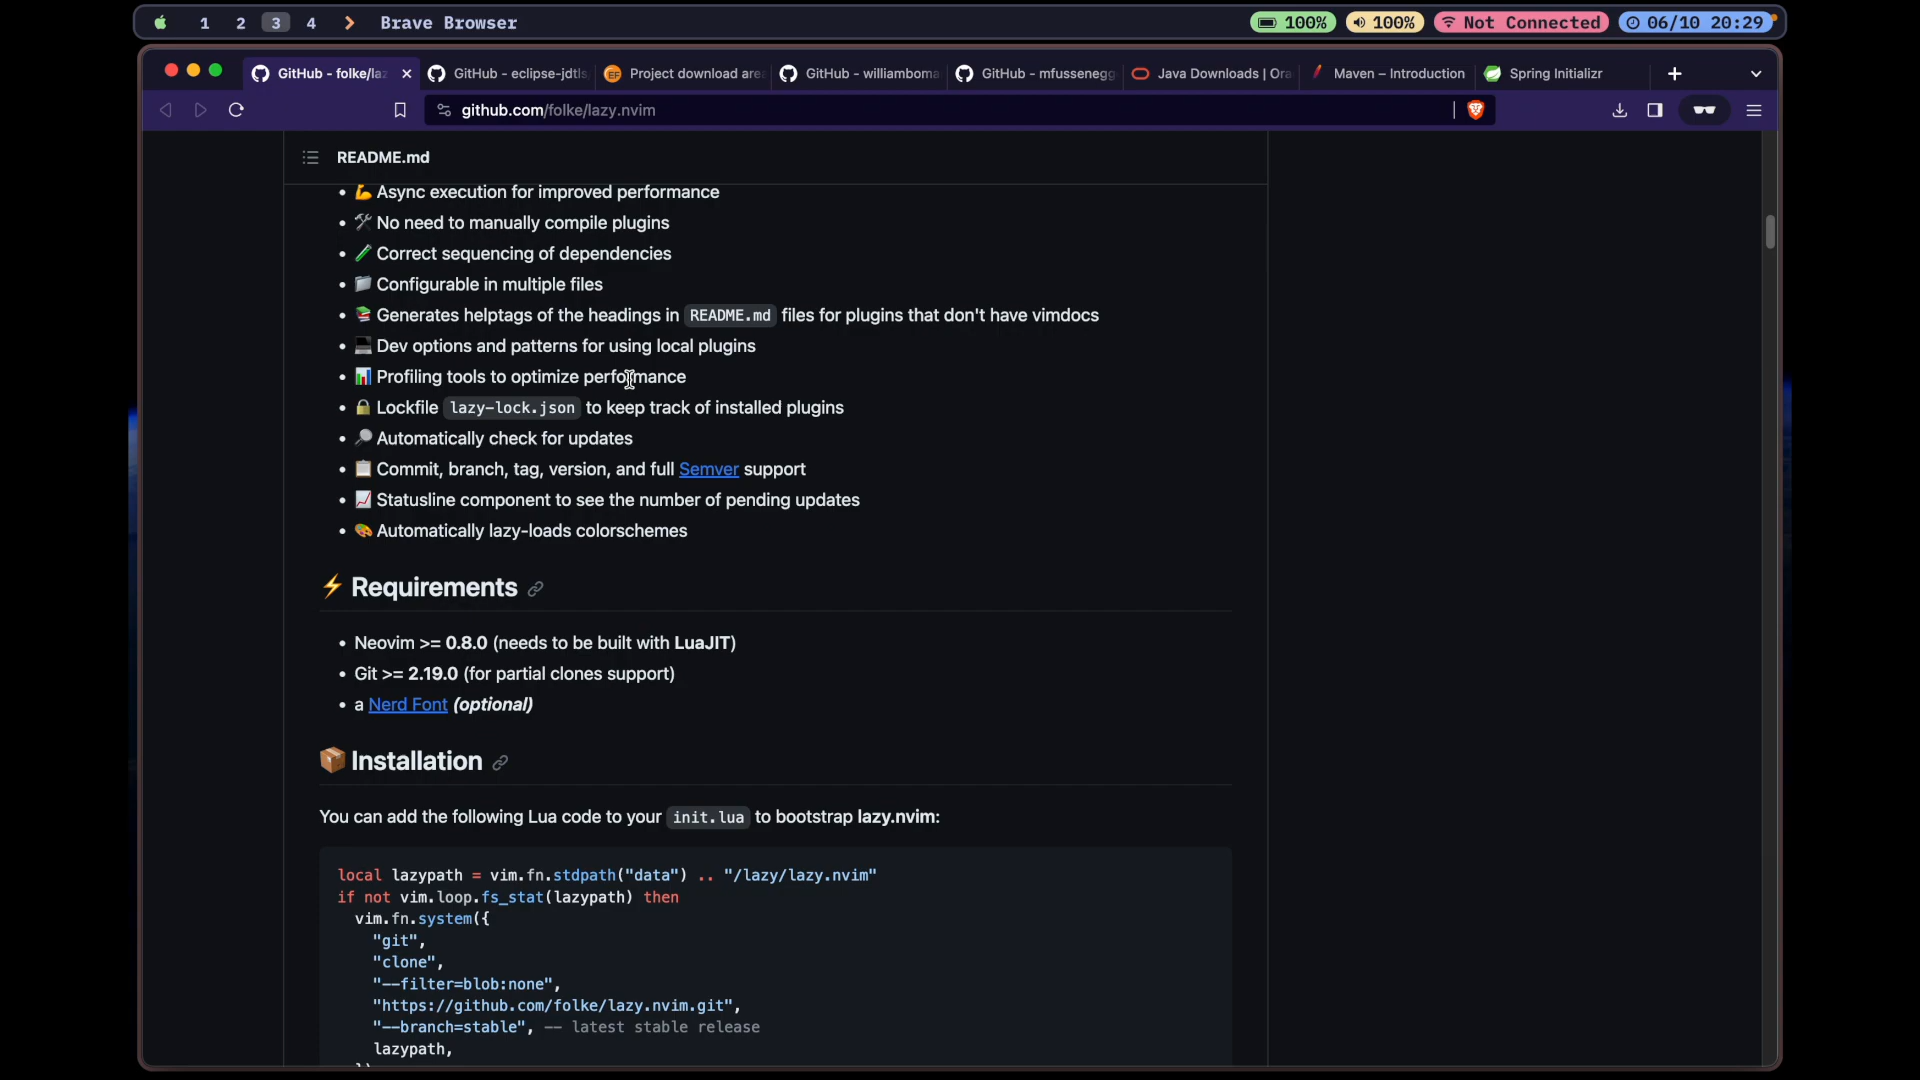 1 2 3 4 Brave Browser 100% 100% Not Connected 06/10 20:29
GitHub - folke/la GitHub - eclipse-jdtls Project download are GitHub - williamboma GitHub - mfussenegg Java Downloads | Ora Maven – Introduction Spring Initializr
github.com/folke/lazy.nvim
README.md
• 💪 Async execution for improved performance
• 🛠️ No need to manually compile plugins
• 🧪 Correct sequencing of dependencies
• 📁 Configurable in multiple files
• 📚 Generates helptags of the headings in README.md files for plugins that don't have vimdocs
• 💻 Dev options and patterns for using local plugins
• 📊 Profiling tools to optimize performance
• 🔒 Lockfile lazy-lock.json to keep track of installed plugins
• 🔎 Automatically check for updates
• 📋 Commit, branch, tag, version, and full Semver support
• 📈 Statusline component to see the number of pending updates
• 🎨 Automatically lazy-loads colorschemes
⚡ Requirements
• Neovim >= 0.8.0 (needs to be built with LuaJIT)
• Git >= 2.19.0 (for partial clones support)
• a Nerd Font (optional)
📦 Installation
You can add the following Lua code to your init.lua to bootstrap lazy.nvim:
local lazypath = vim.fn.stdpath("data") .. "/lazy/lazy.nvim"
if not vim.loop.fs_stat(lazypath) then
vim.fn.system({
"git",
"clone",
"--filter=blob:none",
"https://github.com/folke/lazy.nvim.git",
"--branch=stable", -- latest stable release
lazypath,